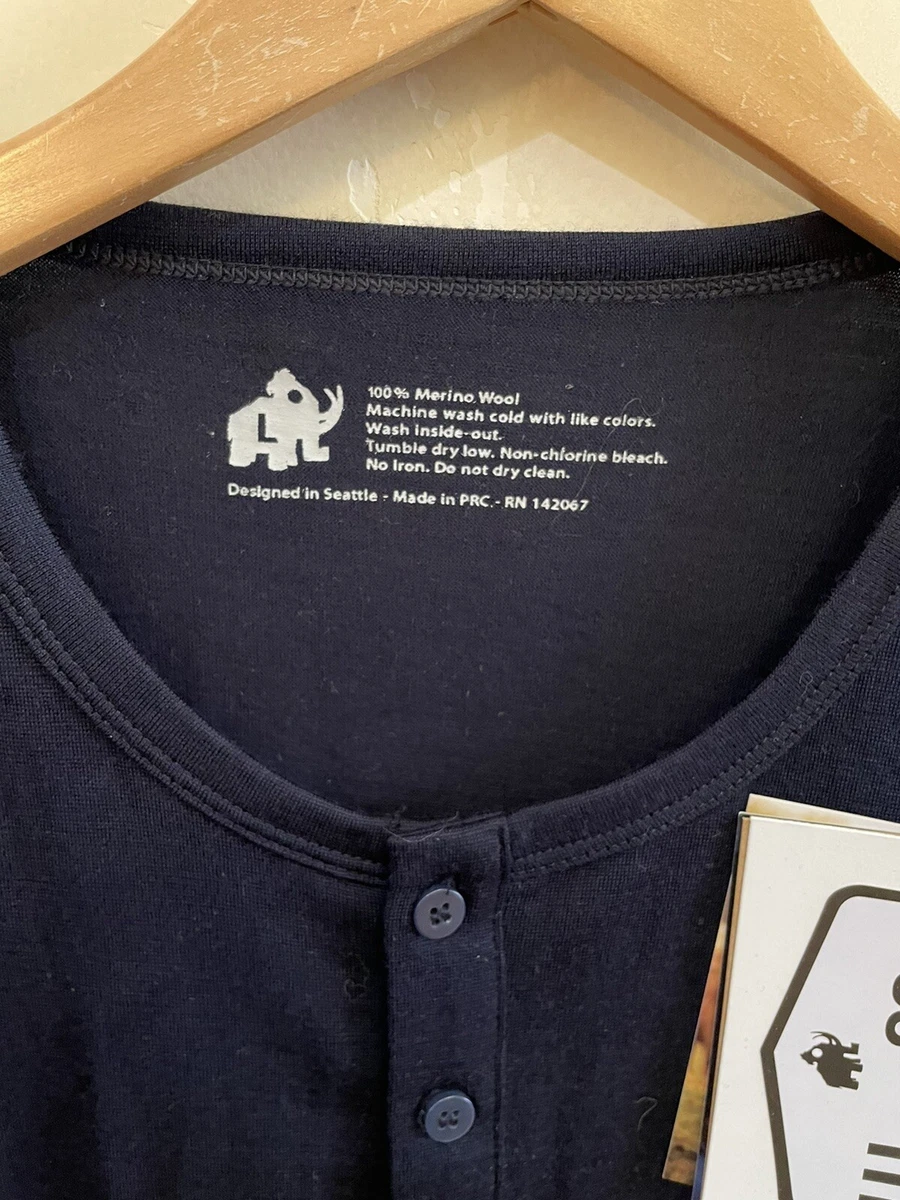 L
100% Merino Wool
Machine wash cold with like colors.
Wash inside-out.
Tumble dry low. Non-chlorine bleach.
No Iron. Do not dry clean.
Designed in Seattle - Made in PRC.- RN 142067